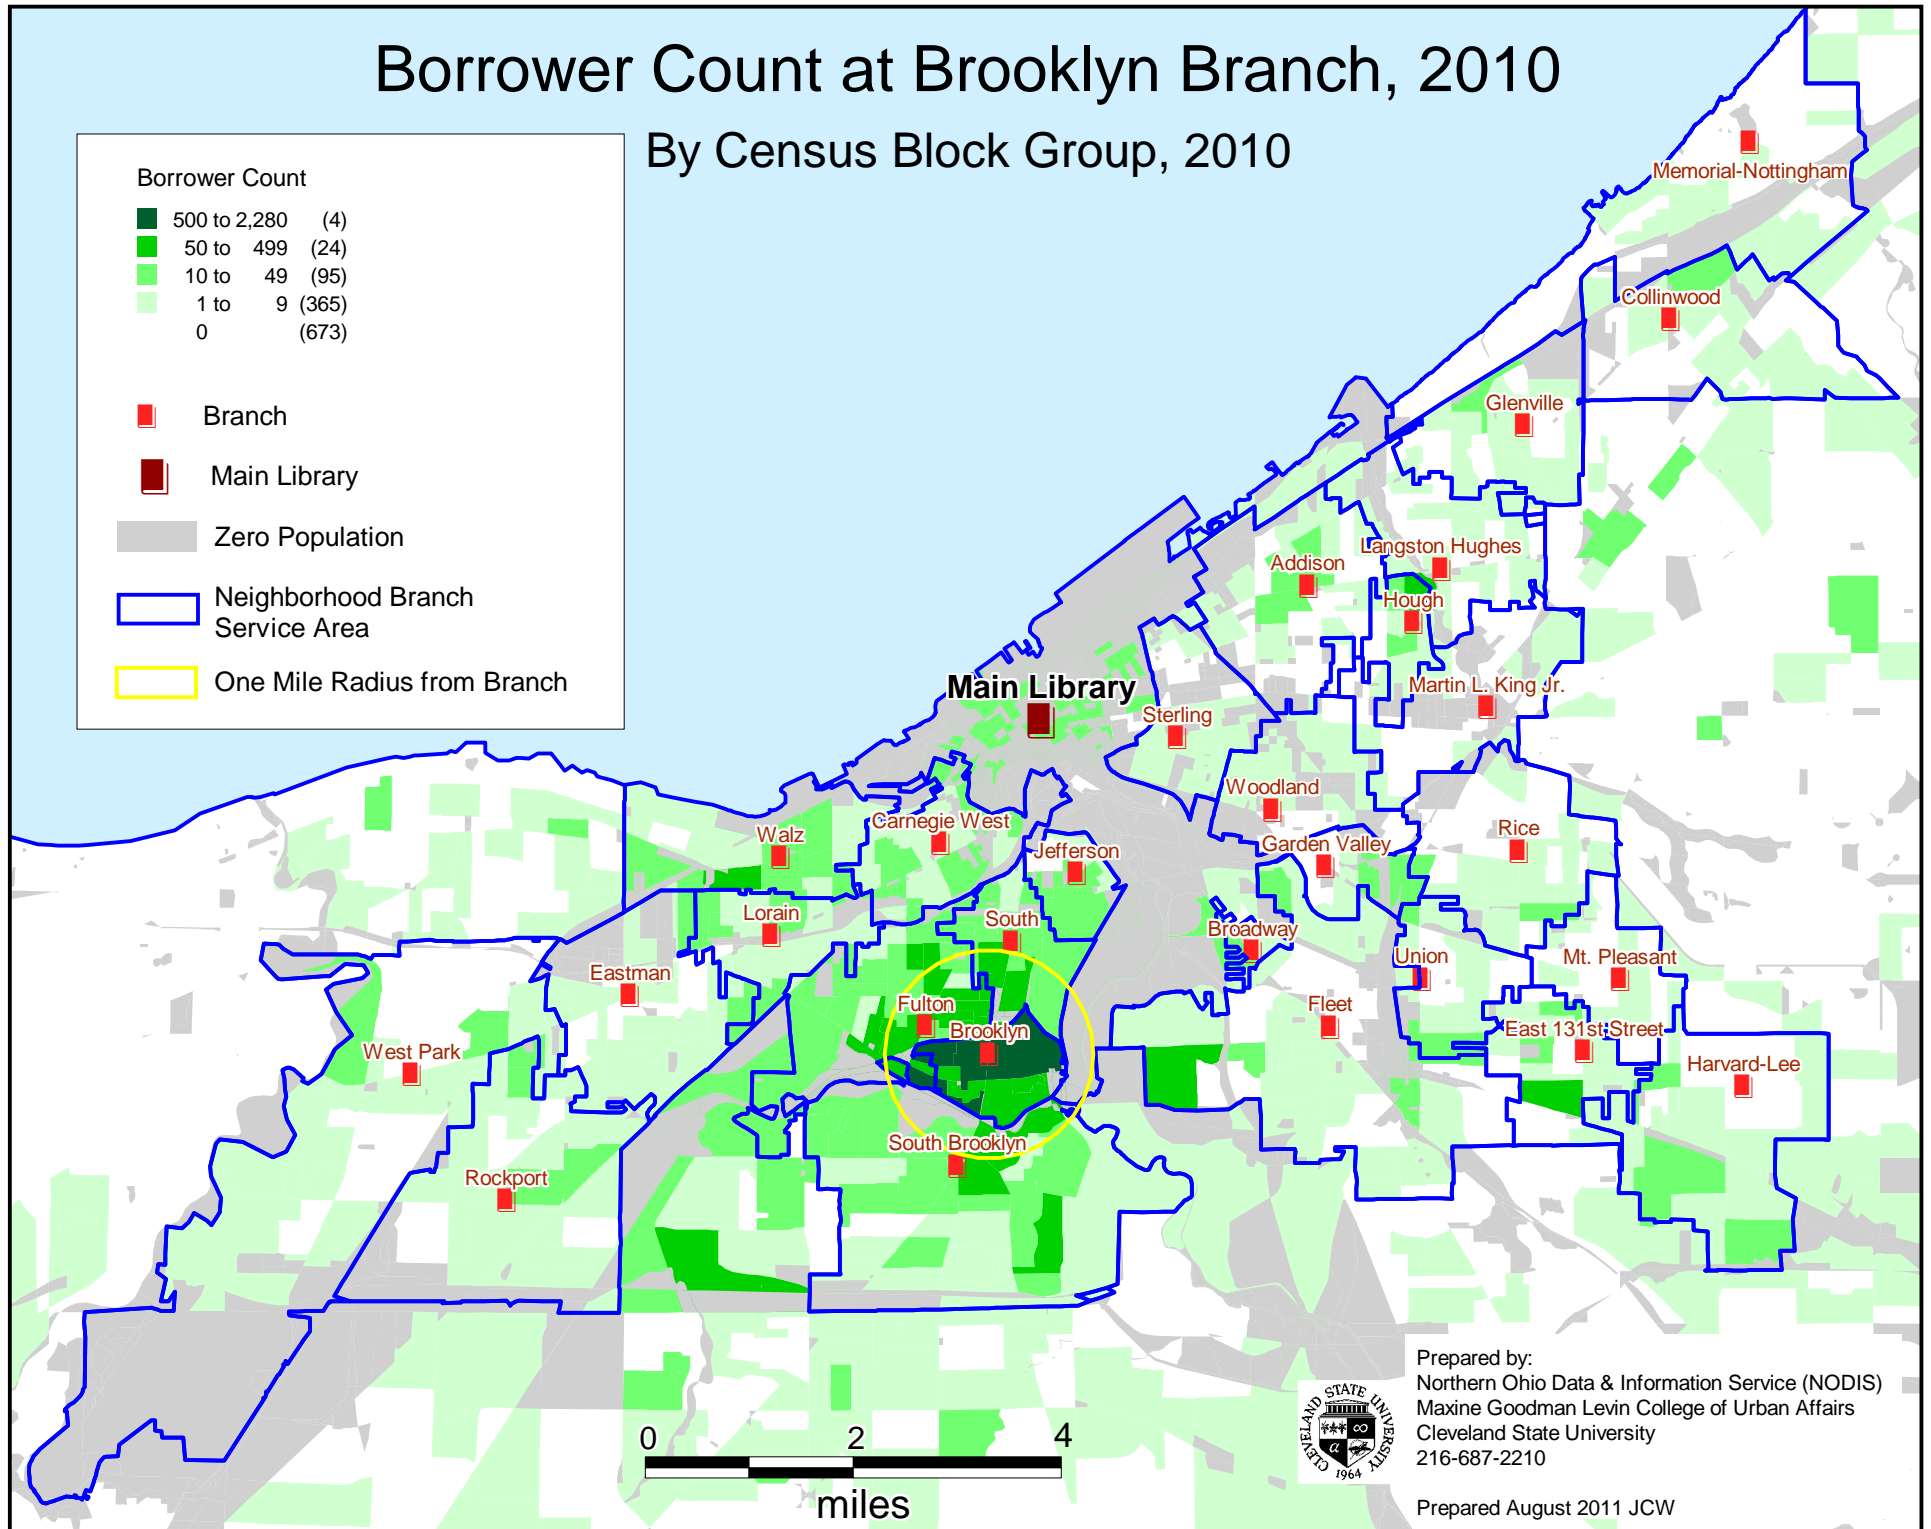 Borrower Count at Brooklyn Branch, 2010
By Census Block Group, 2010
Borrower Count
500 to 2,280 (4)
50 to 499 (24)
10 to 49 (95)
1 to 9 (365)
0 (673)
Branch
Main Library
Zero Population
Neighborhood Branch
Service Area
One Mile Radius from Branch
Memorial-Nottingham
Collinwood
Glenville
Langston Hughes
Addison
Hough
Main Library
Martin L. King Jr.
Sterling
Woodland
Walz
Carnegie West
Rice
Jefferson
Garden Valley
Lorain
South
Broadway
Eastman
Union
Mt. Pleasant
Fulton
Fleet
Brooklyn
East 131st Street
West Park
Harvard-Lee
South Brooklyn
Rockport
0 2 4
miles
CLEVELAND STATE UNIVERSITY
1964
Prepared by:
Northern Ohio Data & Information Service (NODIS)
Maxine Goodman Levin College of Urban Affairs
Cleveland State University
216-687-2210
Prepared August 2011 JCW